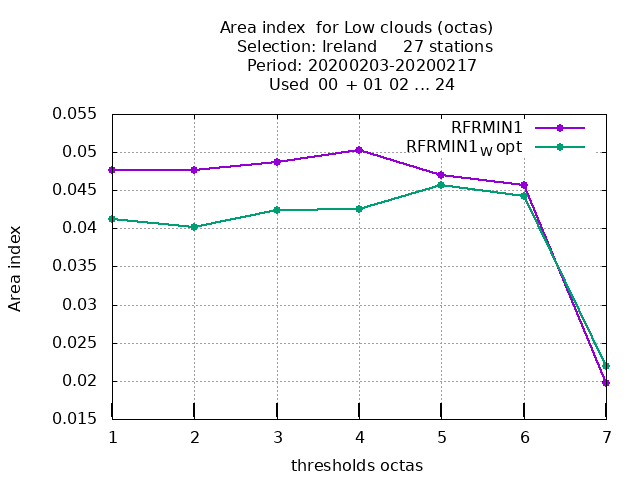 Area index  for Low clouds (octas)
Selection: Ireland     27 stations
Period: 20200203-20200217
Used  00 + 01 02 ... 24
RFRMIN1
RFRMIN1W opt
0.055
0.05
0.045
0.04
0.035
0.03
0.025
0.02
0.015
Area index
1 2 3 4 5 6 7
thresholds octas